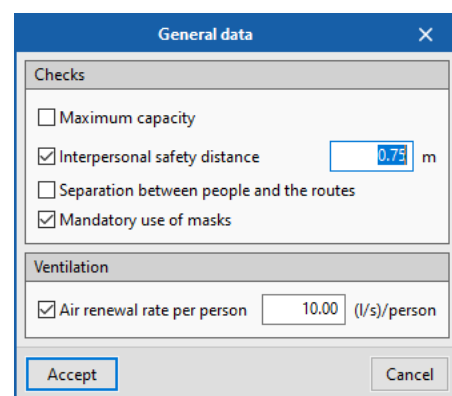 General data
Checks
Maximum capacity
Interpersonal safety distance 0.75 m
Separation between people and the routes
Mandatory use of masks
Ventilation
Air renewal rate per person 10.00 (l/s)/person
Accept Cancel